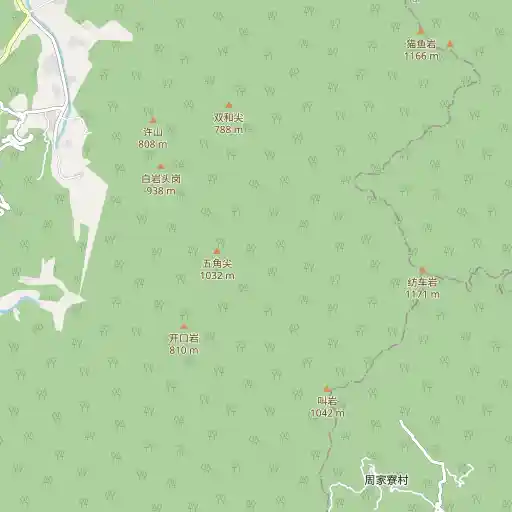 猫鱼岩
1166 m
双和尖
788 m
许山
808 m
白岩头岗
938 m
五角尖
1032 m
纺车岩
1171 m
开口岩
810 m
叫岩
1042 m
周家寮村